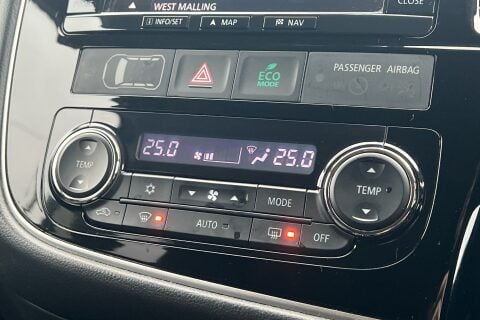 WEST MALLING
CLOSE
INFO/SET
MAP
NAV
ECO
MODE
PASSENGER AIRBAG
25.0
25.0
TEMP
TEMP
MODE
AUTO
OFF